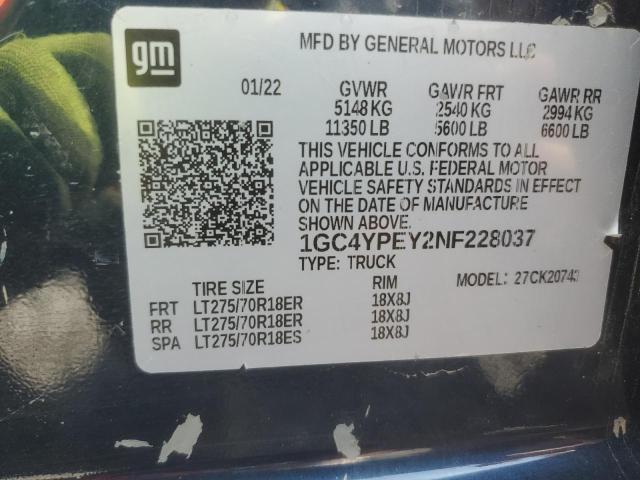 gm
MFD BY GENERAL MOTORS LLC
01/22 GVWR GAWR FRT GAWR RR
5148 KG 2540 KG 2994 KG
11350 LB 5600 LB 6600 LB
THIS VEHICLE CONFORMS TO ALL
APPLICABLE U.S. FEDERAL MOTOR
VEHICLE SAFETY STANDARDS IN EFFECT
ON THE DATE OF MANUFACTURE
SHOWN ABOVE.
1GC4YPEY2NF228037
TYPE: TRUCK
MODEL: 27CK20743
TIRE SIZE RIM
FRT LT275/70R18ER 18X8J
RR LT275/70R18ER 18X8J
SPA LT275/70R18ES 18X8J